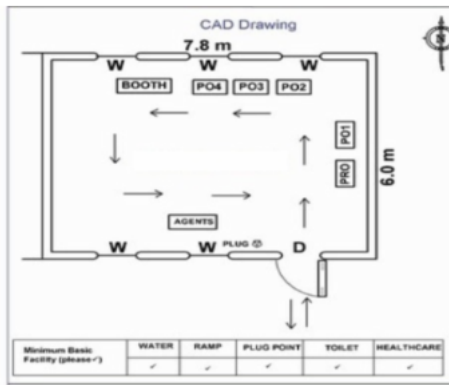 CAD Drawing
7.8 m
N
W W W
BOOTH PO4 PO3 PO2
PO1
PRO
6.0 m
AGENTS
W W PLUG D
Minimum Basic Facility (please✓) WATER RAMP PLUG POINT TOILET HEALTHCARE
✓ ✓ ✓ ✓ ✓